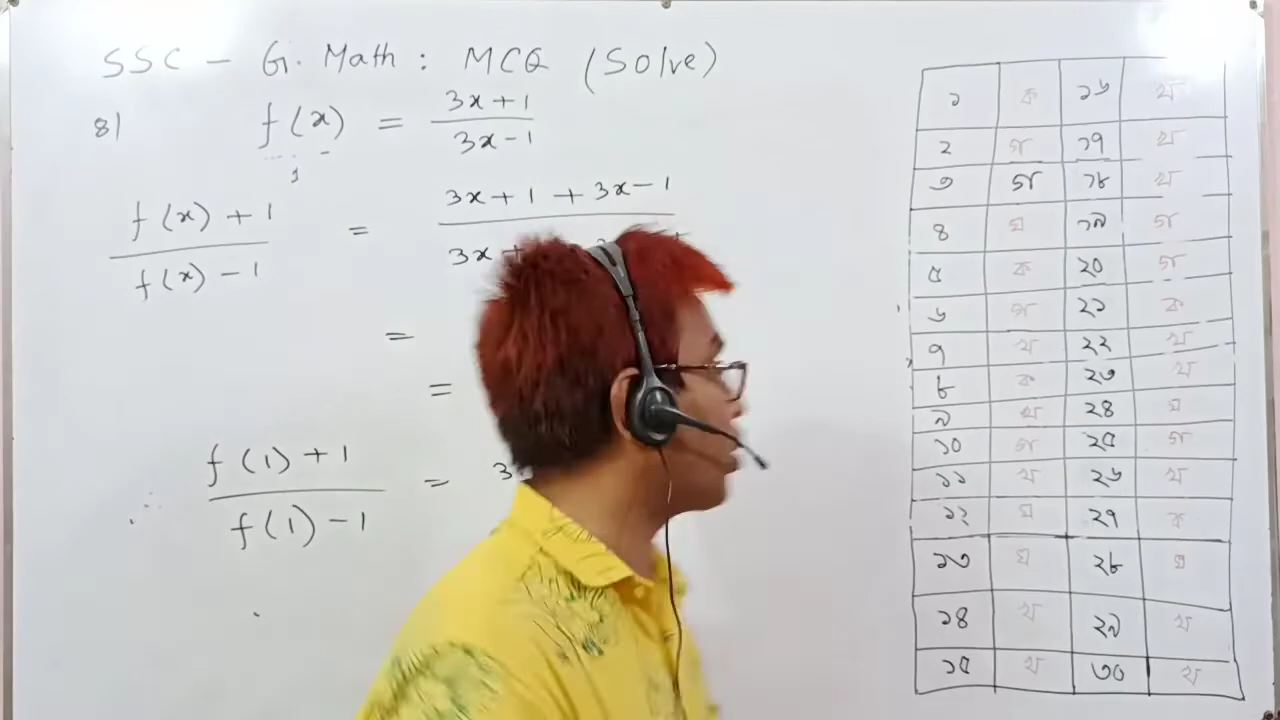 SSC - G. Math : MCQ (Solve)
8) f(x) = 3x+1 / 3x-1
f(x)+1 / f(x)-1 = 3x+1+3x-1 / 3x+
=
=
∴ f(1)+1 / f(1)-1 = 3
১ ক ১৬ খ
২ গ ১৭ খ
৩ গ ১৮ খ
৪ ঘ ১৯ গ
৫ ক ২০ গ
৬ গ ২১ ক
৭ খ ২২ খ
৮ ক ২৩ খ
৯ খ ২৪ ঘ
১০ গ ২৫ গ
১১ খ ২৬ খ
১২ ঘ ২৭ ক
১৩ ঘ ২৮ ঘ
১৪ খ ২৯ খ
১৫ খ ৩০ খ